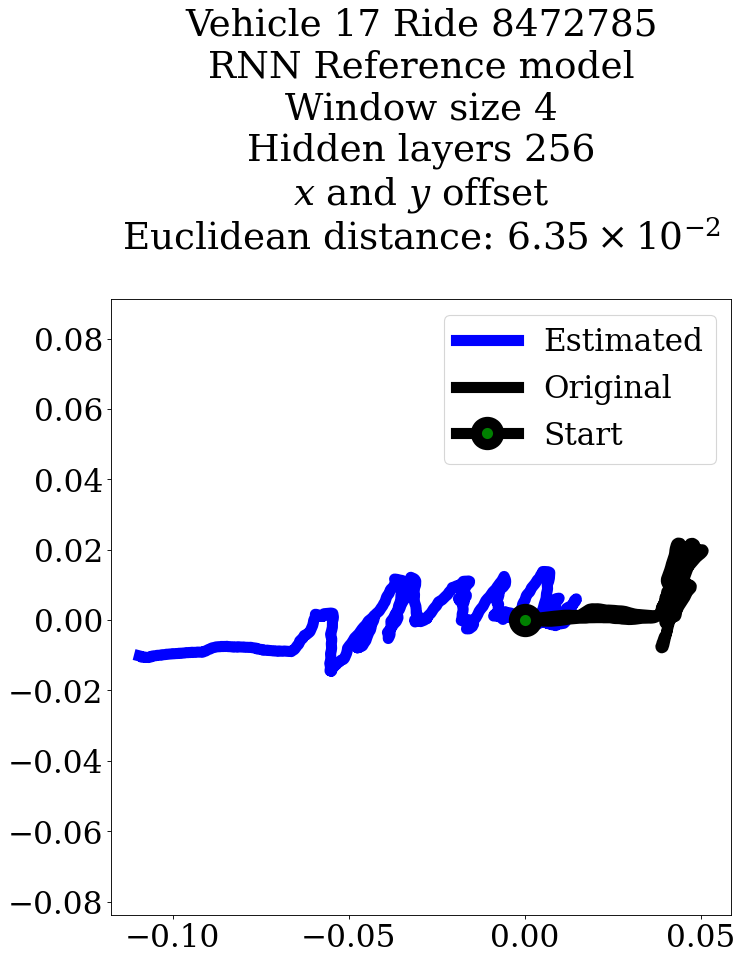 Vehicle 17 Ride 8472785
RNN Reference model
Window size 4
Hidden layers 256
x and y offset
Euclidean distance: 6.35 × 10⁻²
Estimated
Original
Start
0.08
0.06
0.04
0.02
0.00
−0.02
−0.04
−0.06
−0.08
−0.10 −0.05 0.00 0.05